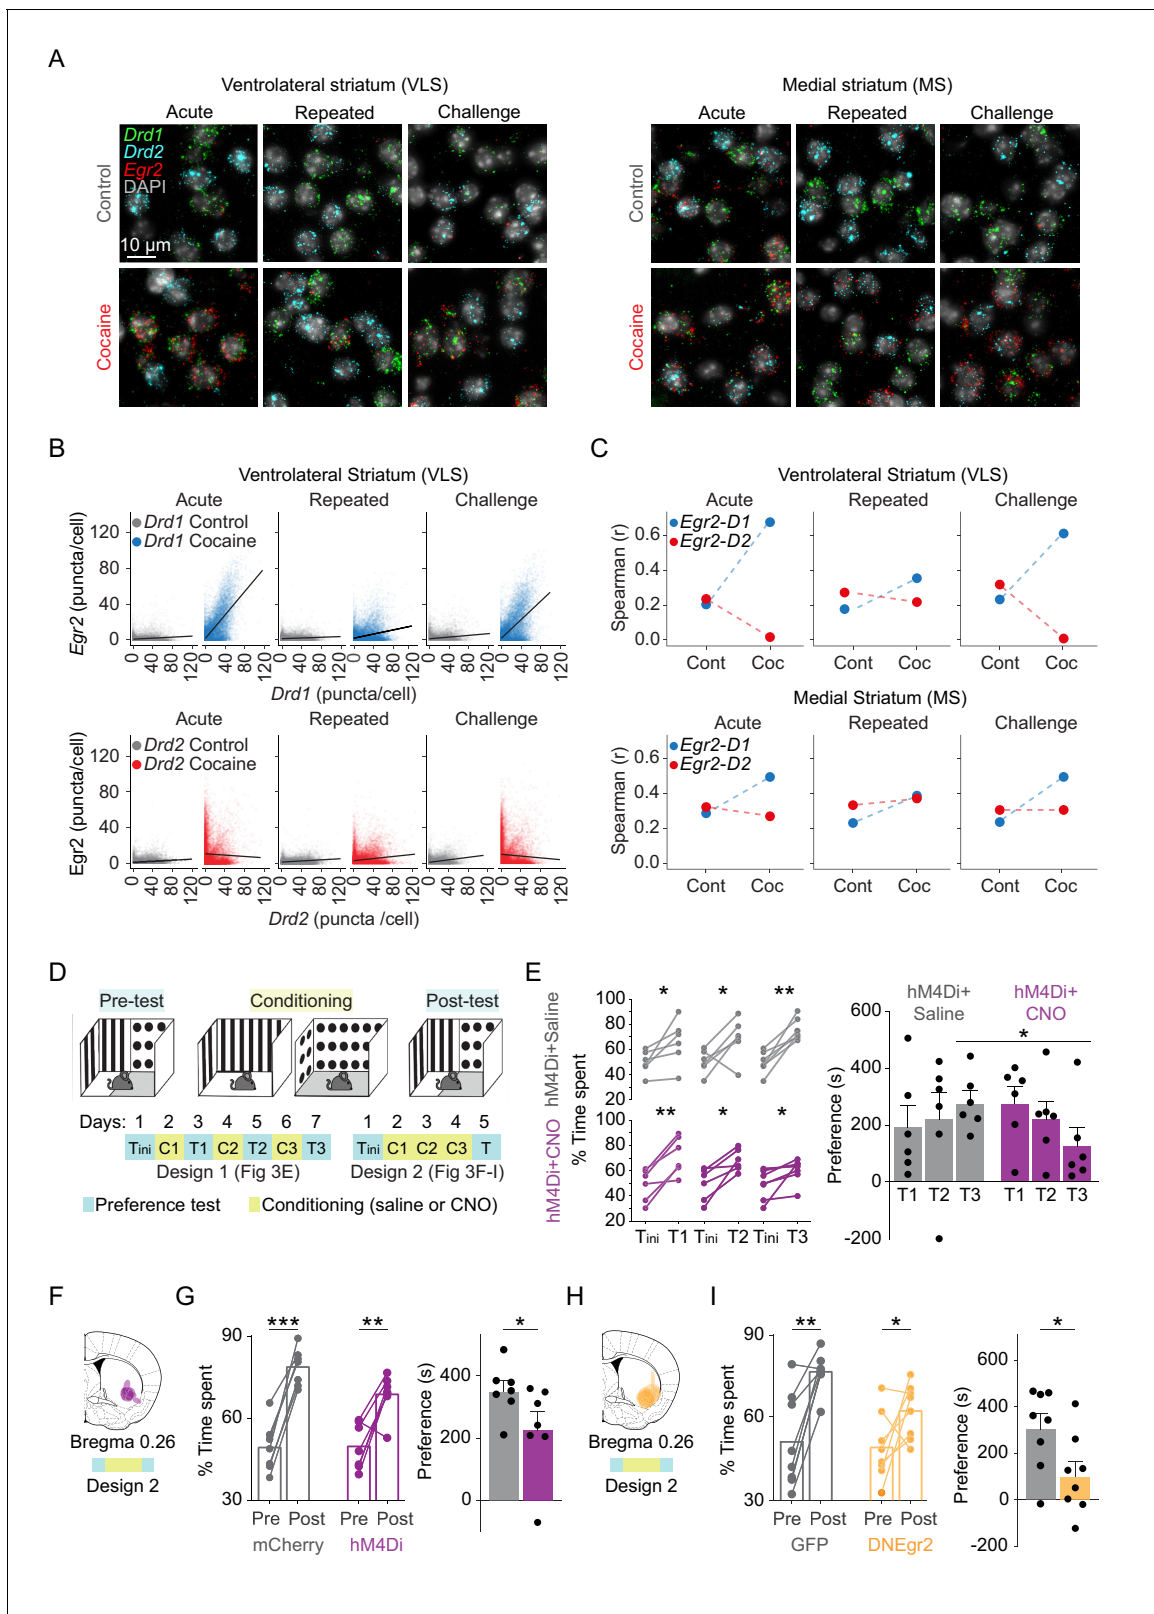 A
Ventrolateral striatum (VLS)
Medial striatum (MS)
Acute Repeated Challenge
Acute Repeated Challenge
Control
Drd1
Drd2
Egr2
DAPI
10 µm
Control
Cocaine
Cocaine
B
Ventrolateral Striatum (VLS)
Acute Repeated Challenge
Egr2 (puncta/cell)
120
80
40
0
Drd1 Control
Drd1 Cocaine
0 40 80 120 0 40 80 120 0 40 80 120 0 40 80 120 0 40 80 120 0 40 80 120
Drd1 (puncta/cell)
Acute Repeated Challenge
Egr2 (puncta/cell)
120
80
40
0
Drd2 Control
Drd2 Cocaine
0 40 80 120 0 40 80 120 0 40 80 120 0 40 80 120 0 40 80 120 0 40 80 120
Drd2 (puncta /cell)
C
Ventrolateral Striatum (VLS)
Acute Repeated Challenge
Spearman (r)
0.6
0.4
0.2
0.0
Egr2-D1
Egr2-D2
Cont Coc Cont Coc Cont Coc
Medial Striatum (MS)
Acute Repeated Challenge
Spearman (r)
0.6
0.4
0.2
0.0
Egr2-D1
Egr2-D2
Cont Coc Cont Coc Cont Coc
D
Pre-test Conditioning Post-test
Days: 1 2 3 4 5 6 7 1 2 3 4 5
Tini C1 T1 C2 T2 C3 T3 Tini C1 C2 C3 T
Design 1 (Fig 3E) Design 2 (Fig 3F-I)
Preference test Conditioning (saline or CNO)
E
hM4Di+CNO hM4Di+Saline
% Time spent
* * **
100
80
60
40
20
** * *
100
80
60
40
20
Tini T1 Tini T2 Tini T3
hM4Di+
Saline
hM4Di+
CNO
*
Preference (s)
600
400
200
0
-200
T1 T2 T3 T1 T2 T3
F
Bregma 0.26
Design 2
G
% Time spent
90
60
30
*** **
Pre Post Pre Post
mCherry hM4Di
Preference (s)
400
200
0
*
H
Bregma 0.26
Design 2
I
% Time spent
90
60
30
** *
Pre Post Pre Post
GFP DNEgr2
Preference (s)
600
400
200
0
-200
*